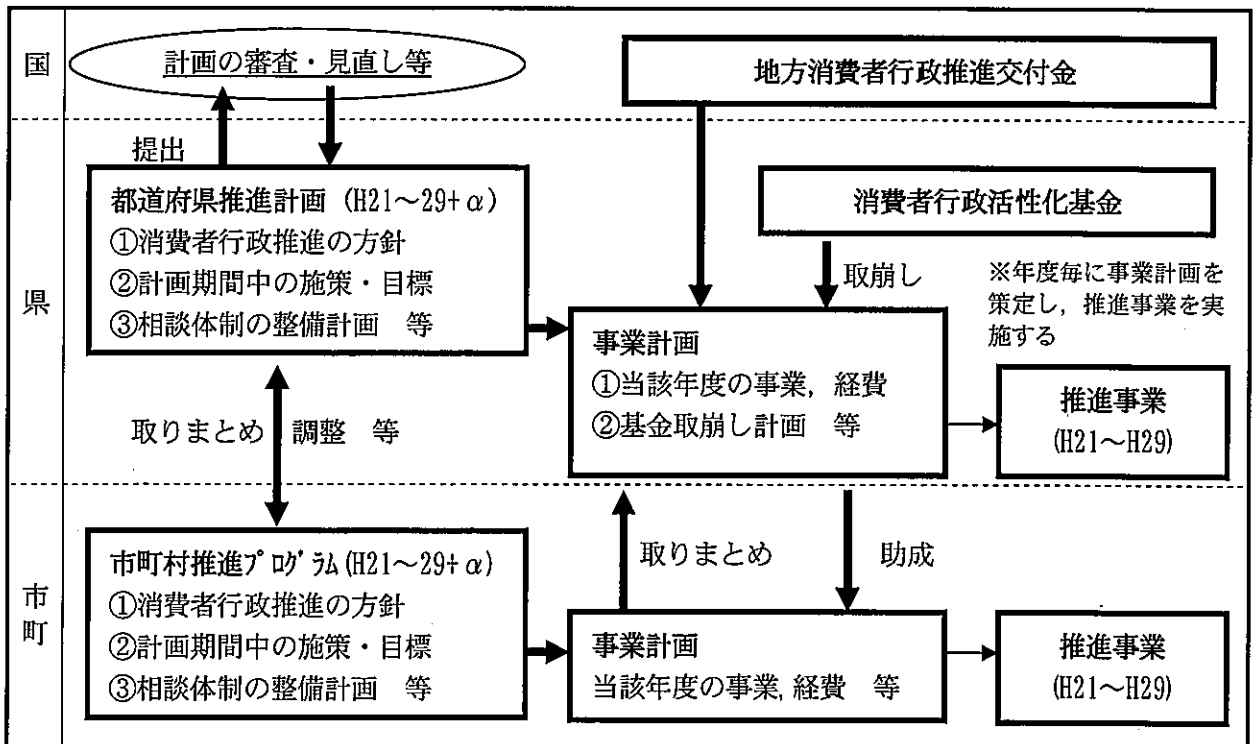 国
計画の審査・見直し等
地方消費者行政推進交付金
県
提出
都道府県推進計画 (H21～29+α)
①消費者行政推進の方針
②計画期間中の施策・目標
③相談体制の整備計画　等
消費者行政活性化基金
取崩し
※年度毎に事業計画を
策定し，推進事業を実
施する
事業計画
①当該年度の事業，経費
②基金取崩し計画　等
推進事業
(H21～H29)
取りまとめ
調整　等
市町
市町村推進プログラム(H21～29+α)
①消費者行政推進の方針
②計画期間中の施策・目標
③相談体制の整備計画　等
取りまとめ
助成
事業計画
当該年度の事業，経費　等
推進事業
(H21～H29)